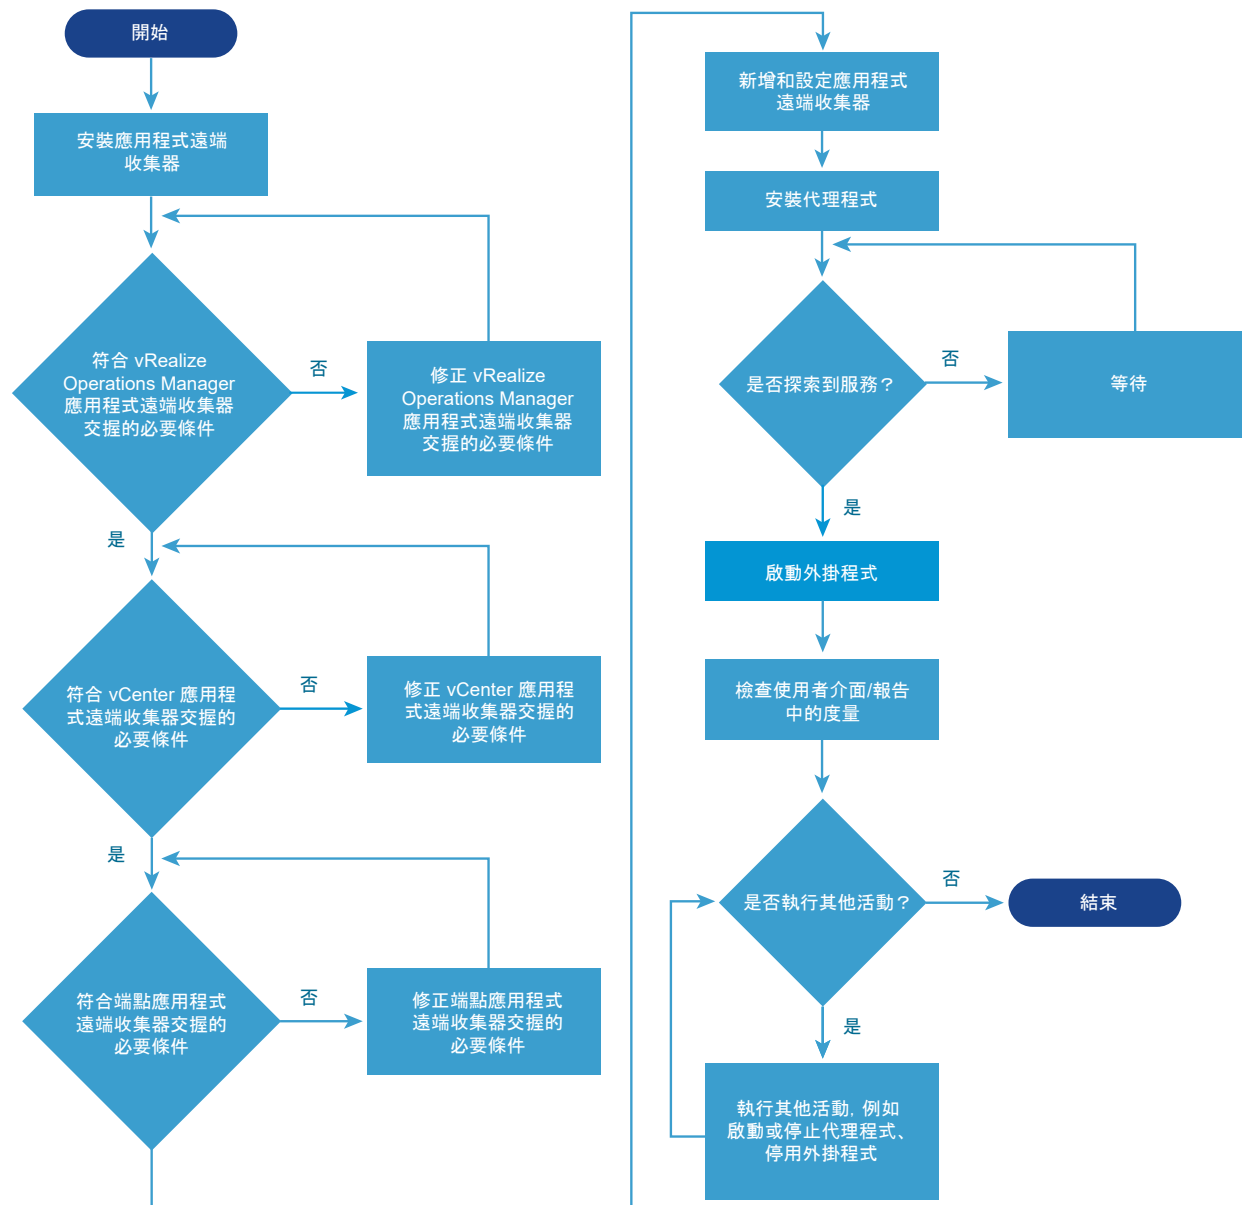 開始
安裝應用程式遠端
收集器
符合 vRealize
Operations Manager
應用程式遠端收集器
交握的必要條件
否
修正 vRealize
Operations Manager
應用程式遠端收集器
交握的必要條件
是
符合 vCenter 應用程
式遠端收集器交握的
必要條件
否
修正 vCenter 應用程
式遠端收集器交握的
必要條件
是
符合端點應用程式
遠端收集器交握的
必要條件
否
修正端點應用程式
遠端收集器交握的
必要條件
新增和設定應用程式
遠端收集器
安裝代理程式
是否探索到服務？
否
等待
是
啟動外掛程式
檢查使用者介面/報告
中的度量
是否執行其他活動？
否
結束
是
執行其他活動，例如
啟動或停止代理程式、
停用外掛程式